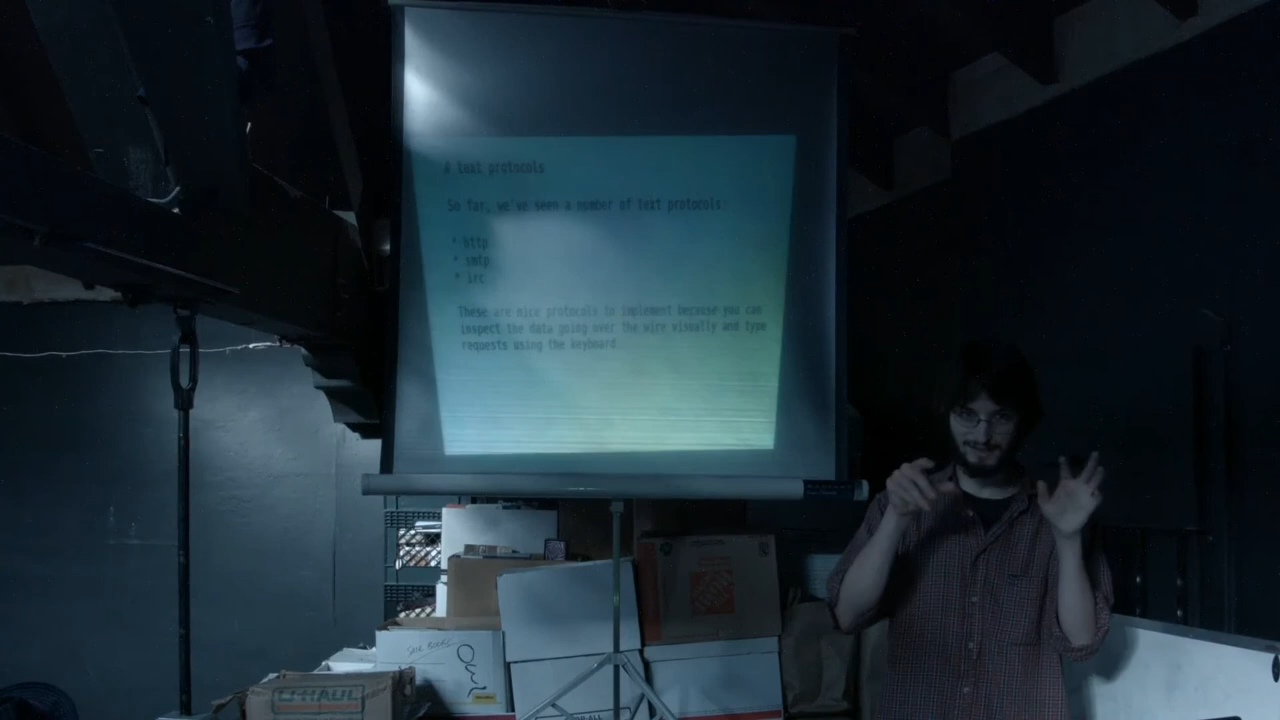 # text protocols
So far, we've seen a number of text protocols:
* http
* smtp
* irc
These are nice protocols to implement because you can
inspect the data going over the wire visually and type
requests using the keyboard.
U-HAUL